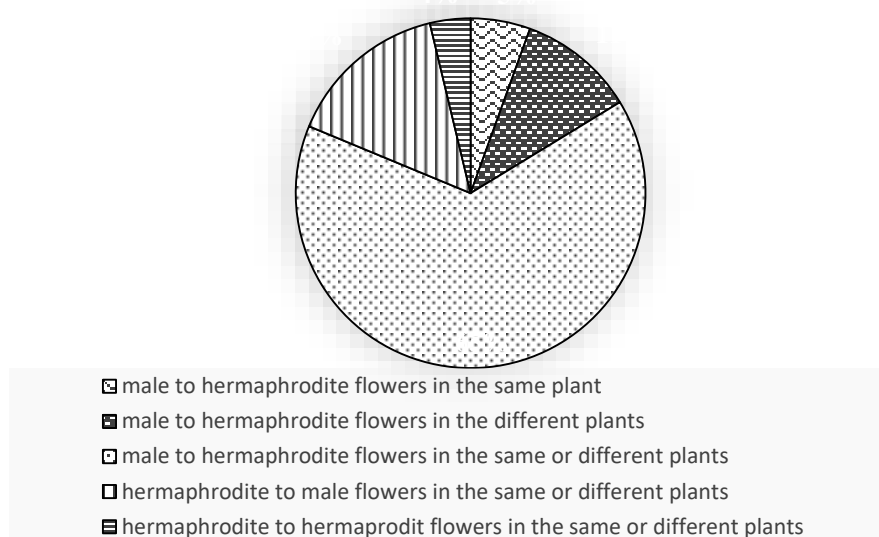 male to hermaphrodite flowers in the same plant
male to hermaphrodite flowers in the different plants
male to hermaphrodite flowers in the same or different plants
hermaphrodite to male flowers in the same or different plants
hermaphrodite to hermaprodit flowers in the same or different plants